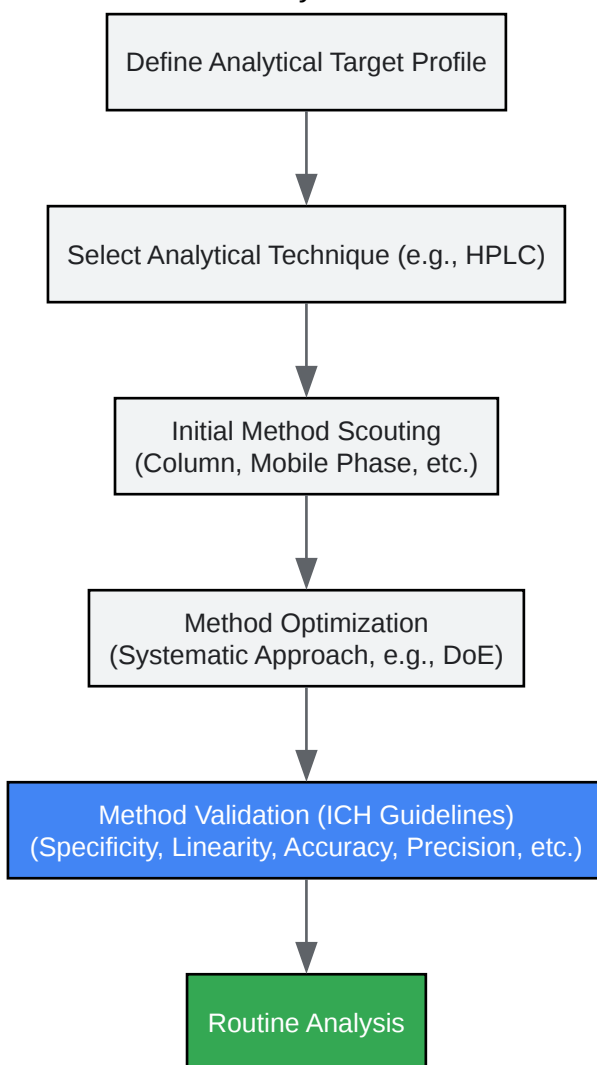 Define Analytical Target Profile
Select Analytical Technique (e.g., HPLC)
Initial Method Scouting
(Column, Mobile Phase, etc.)
Method Optimization
(Systematic Approach, e.g., DoE)
Method Validation (ICH Guidelines)
(Specificity, Linearity, Accuracy, Precision, etc.)
Routine Analysis